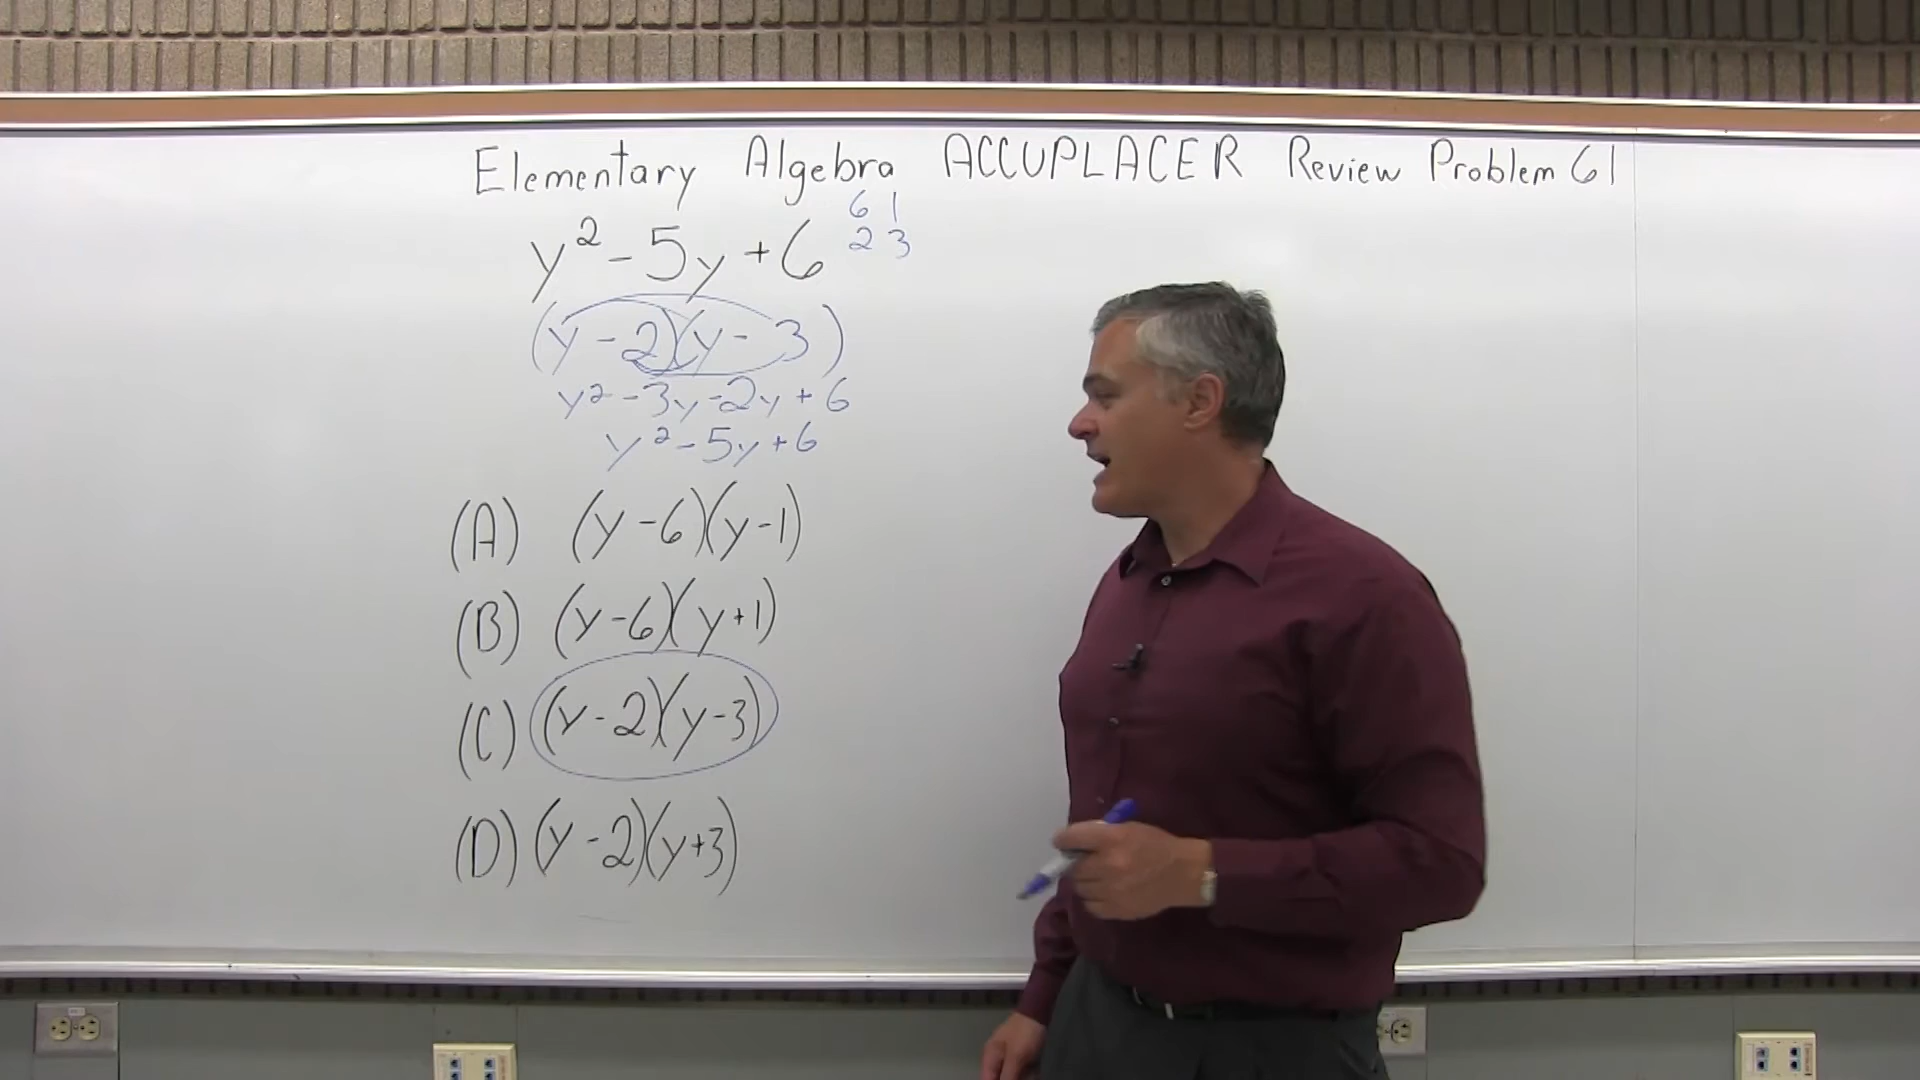 Elementary Algebra ACCUPLACER Review Problem 61
6 1
y² - 5y + 6
2 3
(y - 2)(y - 3)
y² - 3y - 2y + 6
y² - 5y + 6
(A) (y - 6)(y - 1)
(B) (y - 6)(y + 1)
(C) (y - 2)(y - 3)
(D) (y - 2)(y + 3)